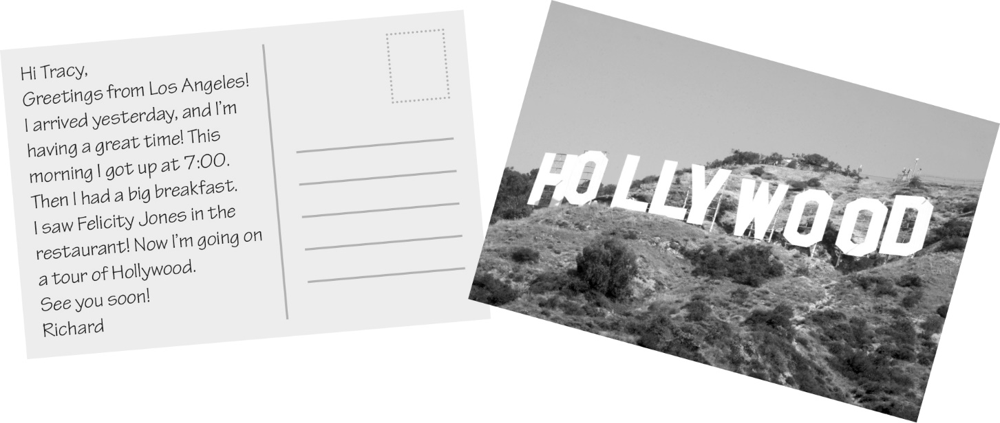 Hi Tracy,
Greetings from Los Angeles!
I arrived yesterday, and I'm
having a great time! This
morning I got up at 7:00.
Then I had a big breakfast.
I saw Felicity Jones in the
restaurant! Now I'm going on
a tour of Hollywood.
See you soon!
Richard
HOLLYWOOD